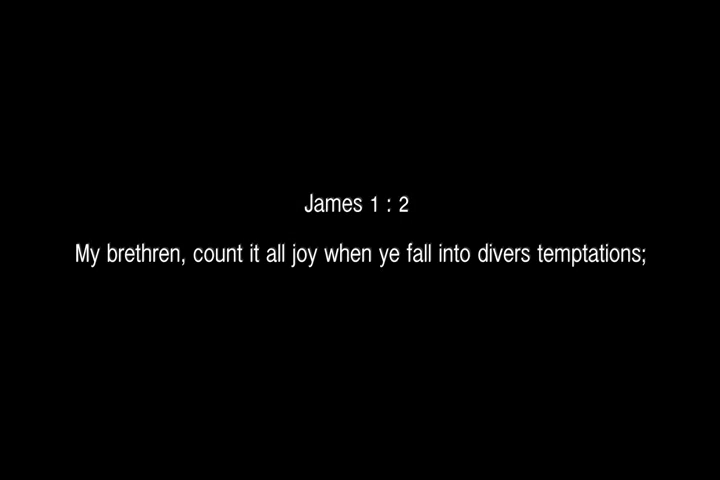 James 1 : 2
My brethren, count it all joy when ye fall into divers temptations;